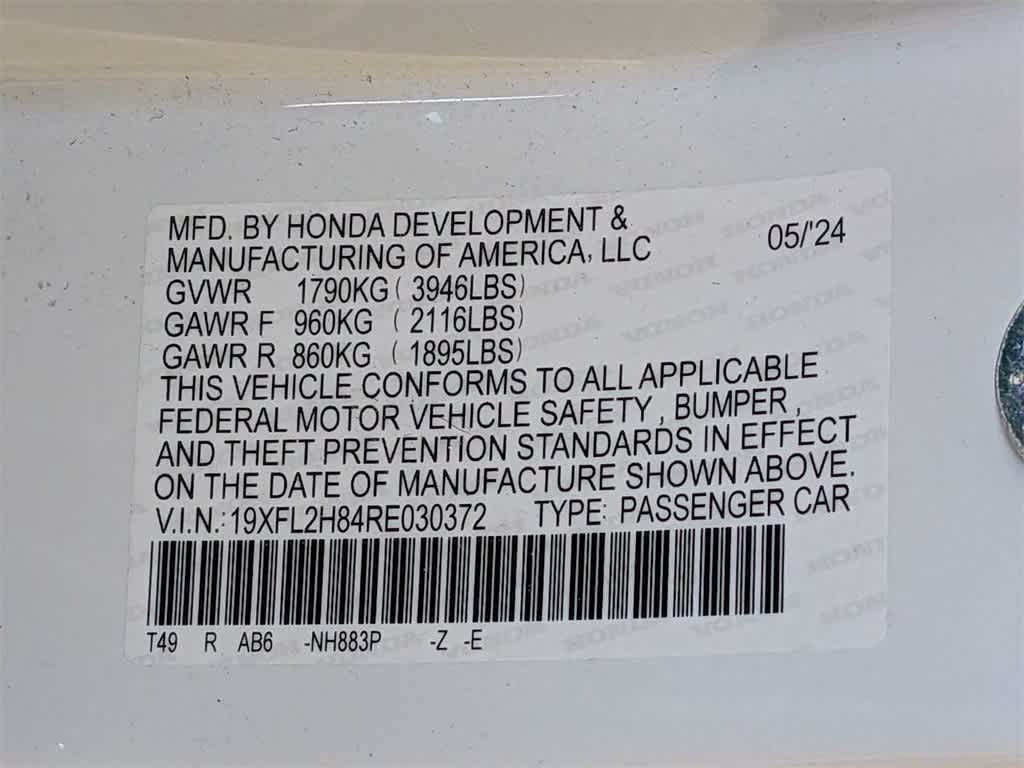 MFD. BY HONDA DEVELOPMENT &
MANUFACTURING OF AMERICA, LLC 05/'24
GVWR 1790KG ( 3946LBS)
GAWR F 960KG ( 2116LBS)
GAWR R 860KG ( 1895LBS)
THIS VEHICLE CONFORMS TO ALL APPLICABLE
FEDERAL MOTOR VEHICLE SAFETY , BUMPER ,
AND THEFT PREVENTION STANDARDS IN EFFECT
ON THE DATE OF MANUFACTURE SHOWN ABOVE.
V.I.N.: 19XFL2H84RE030372 TYPE: PASSENGER CAR
T49 R AB6 -NH883P -Z -E